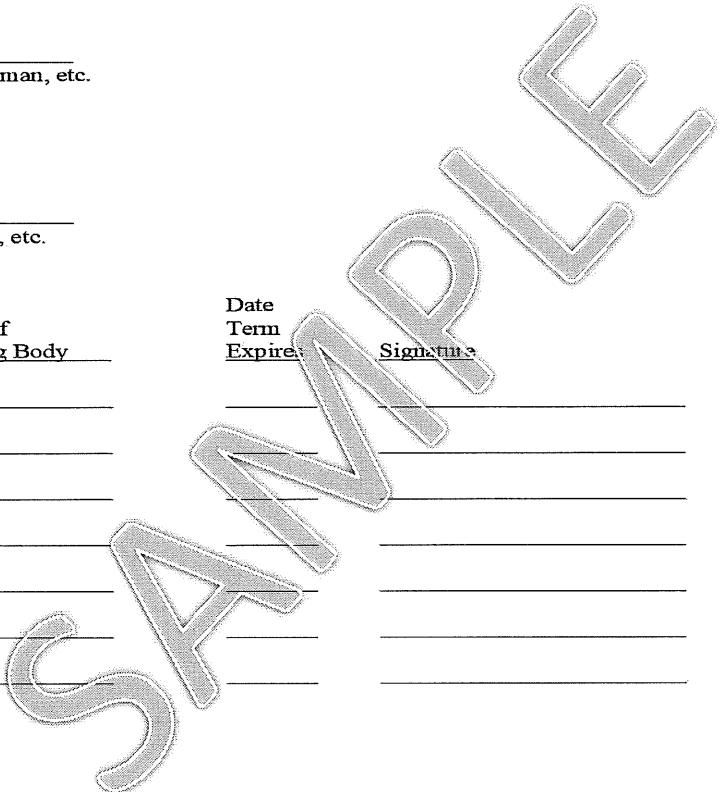 man, etc.
, etc.
Date
f Term
g Body Expires Signature
SAMPLE